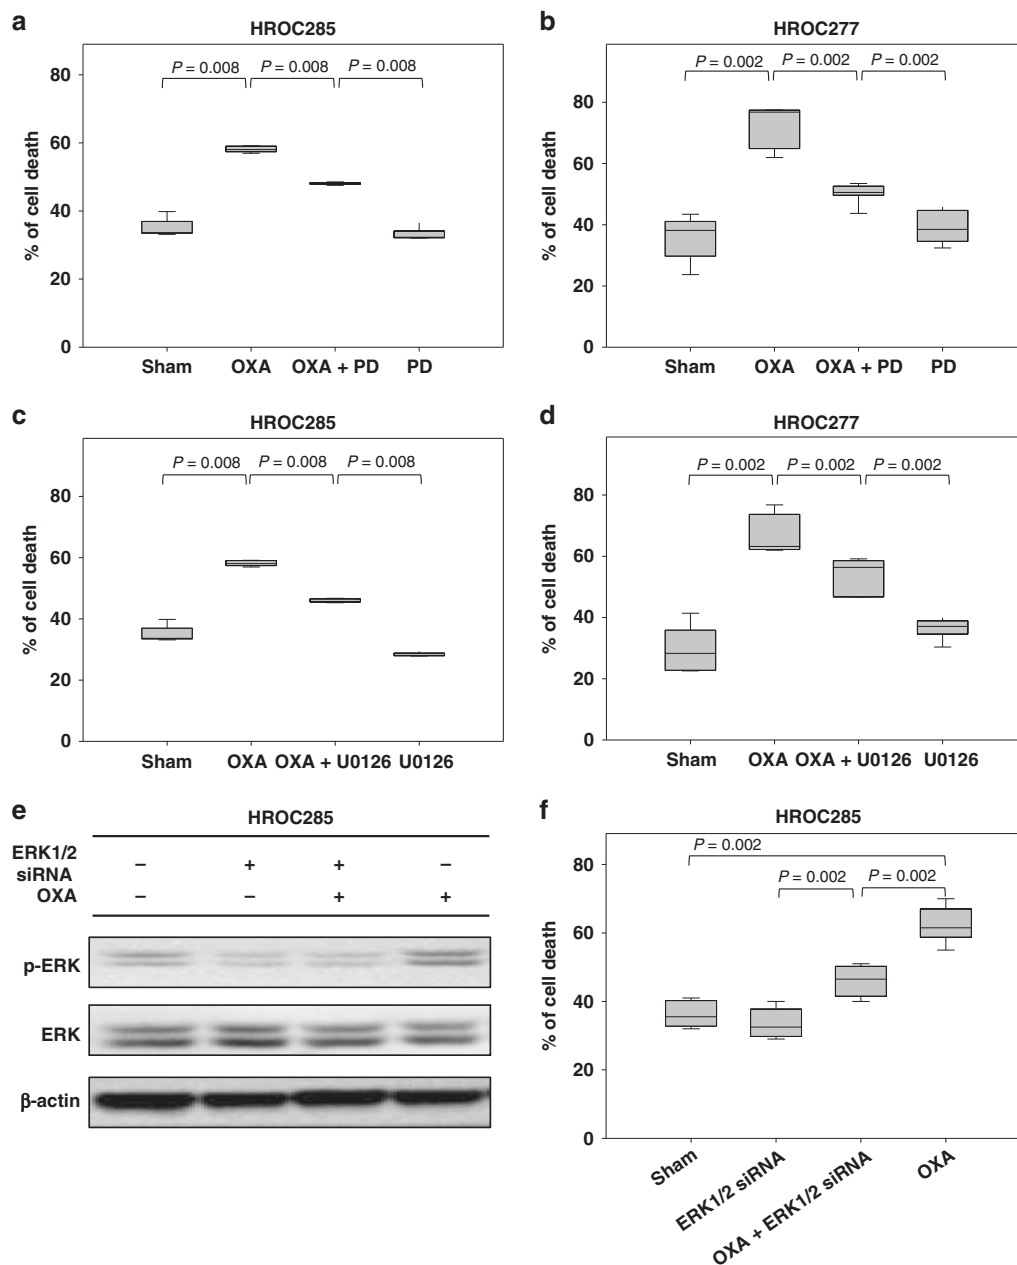 a
HROC285
P = 0.008 P = 0.008 P = 0.008
% of cell death
80
60
40
20
0
Sham OXA OXA + PD PD
b
HROC277
P = 0.002 P = 0.002 P = 0.002
% of cell death
80
60
40
20
0
Sham OXA OXA + PD PD
c
HROC285
P = 0.008 P = 0.008 P = 0.008
% of cell death
80
60
40
20
0
Sham OXA OXA + U0126 U0126
d
HROC277
P = 0.002 P = 0.002 P = 0.002
% of cell death
80
60
40
20
0
Sham OXA OXA + U0126 U0126
e
HROC285
ERK1/2
siRNA – + + –
OXA – – + +
p-ERK
ERK
β-actin
f
HROC285
P = 0.002
P = 0.002 P = 0.002
% of cell death
80
60
40
20
0
Sham
ERK1/2 siRNA
OXA + ERK1/2 siRNA
OXA